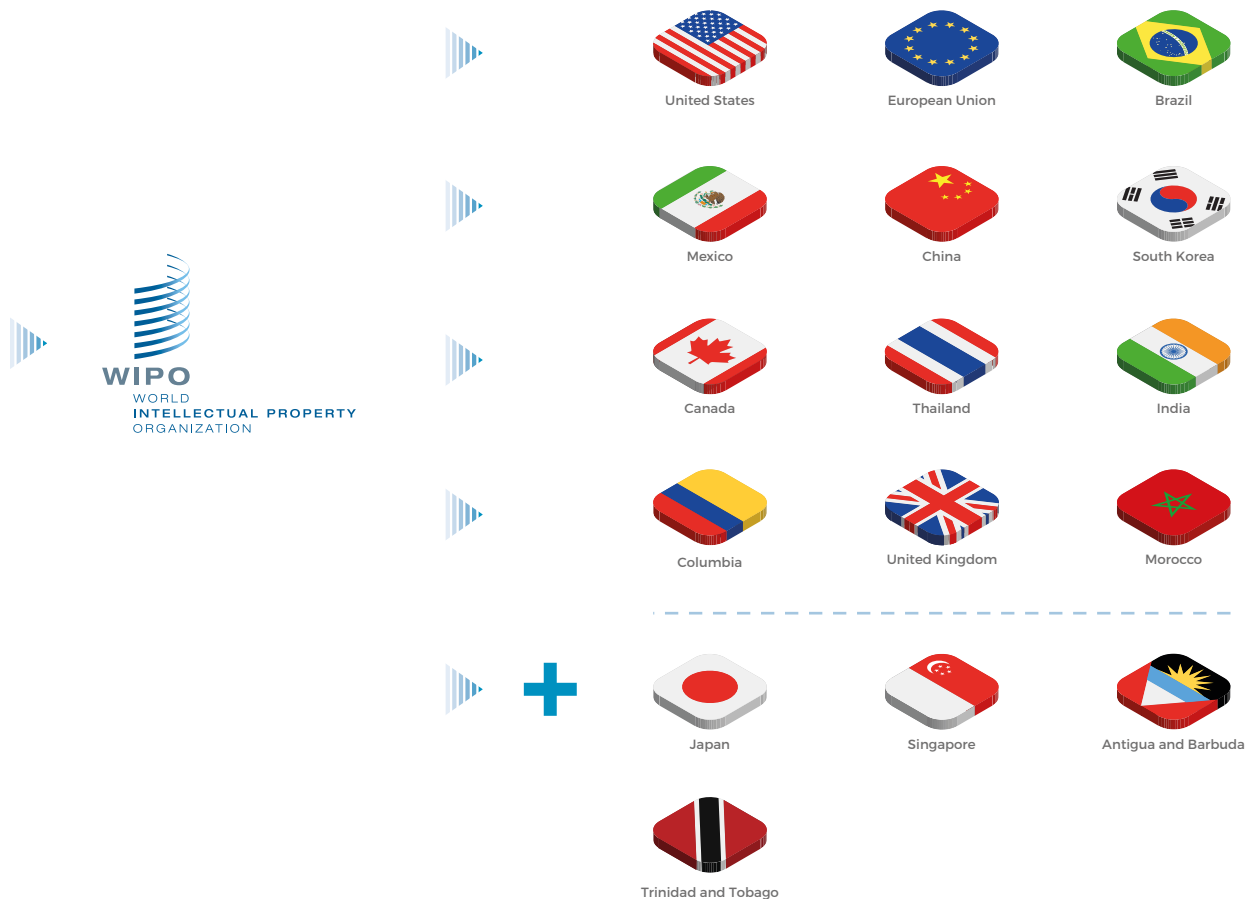 United States
European Union
Brazil
Mexico
China
South Korea
WIPO
WORLD
INTELLECTUAL PROPERTY
ORGANIZATION
Canada
Thailand
India
Columbia
United Kingdom
Morocco
Japan
Singapore
Antigua and Barbuda
Trinidad and Tobago